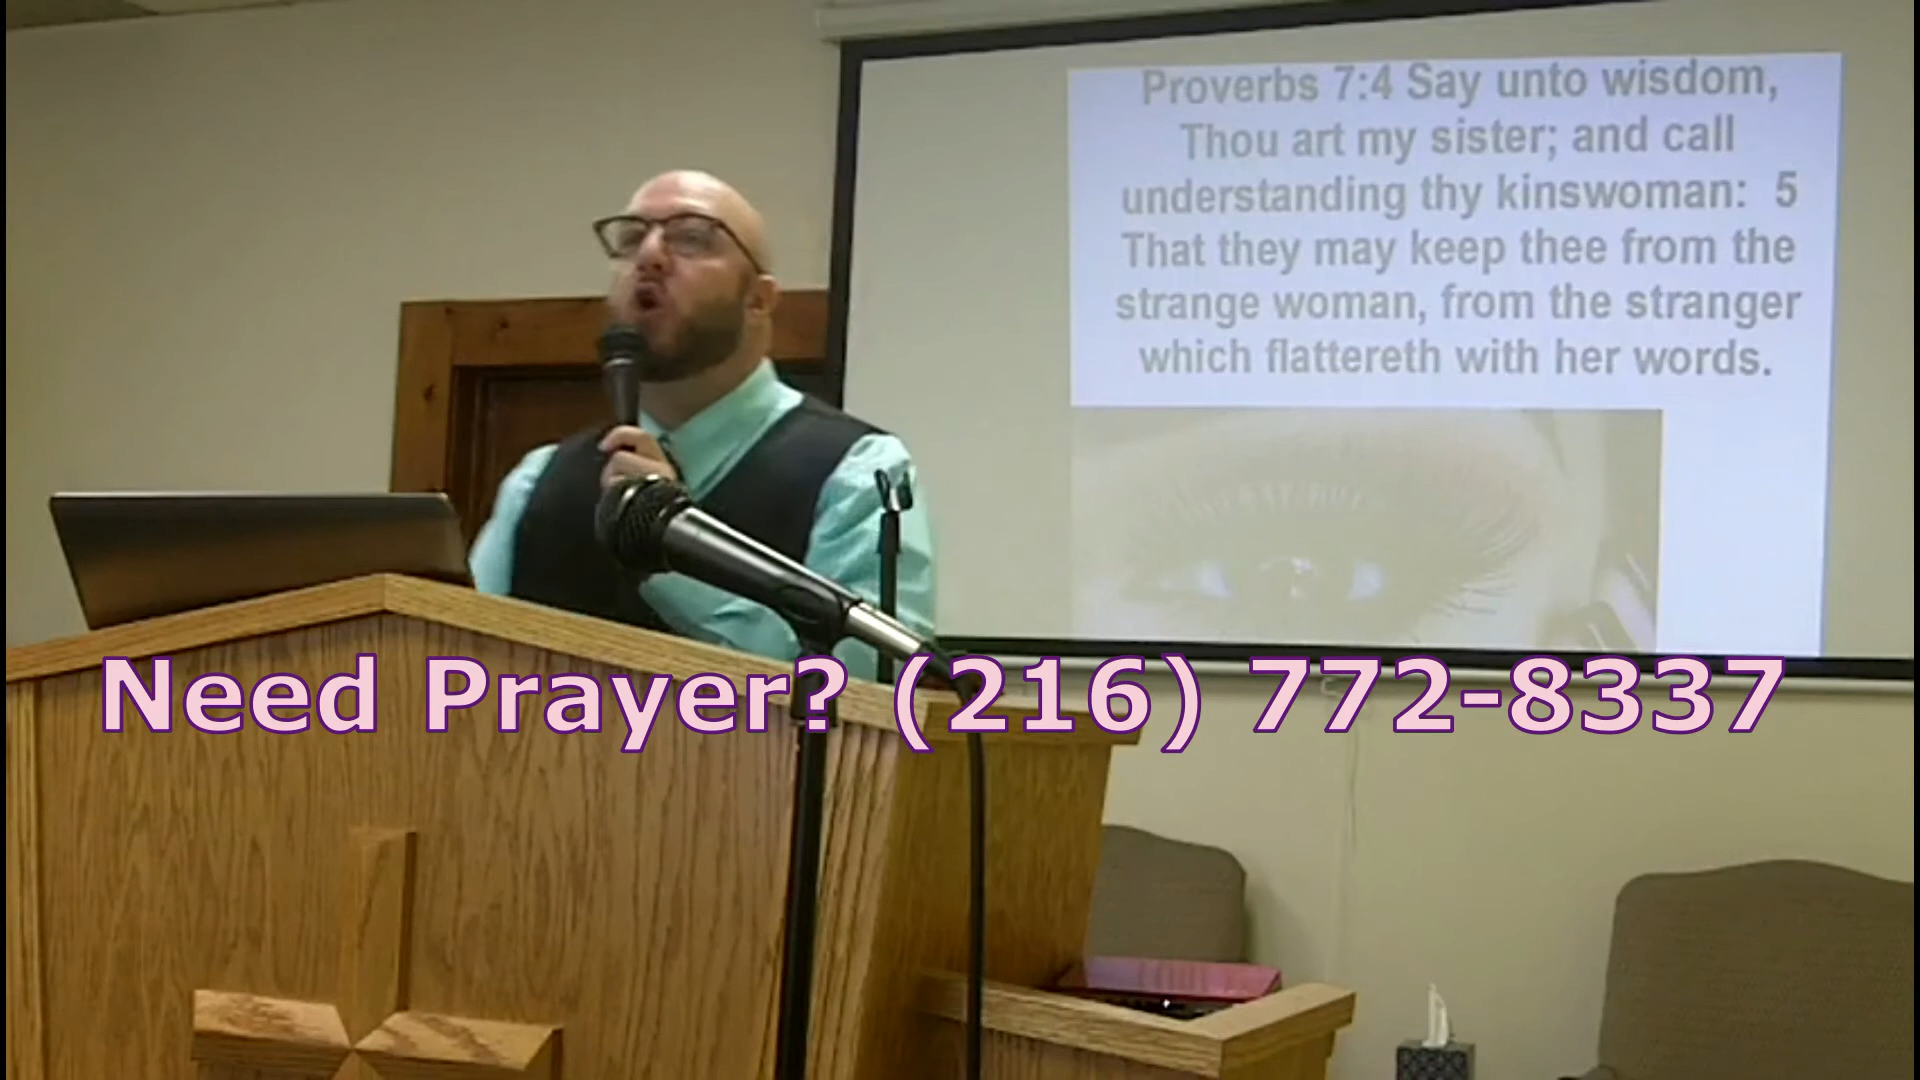 Proverbs 7:4 Say unto wisdom,
Thou art my sister; and call
understanding thy kinswoman: 5
That they may keep thee from the
strange woman, from the stranger
which flattereth with her words.
Need Prayer? (216) 772-8337